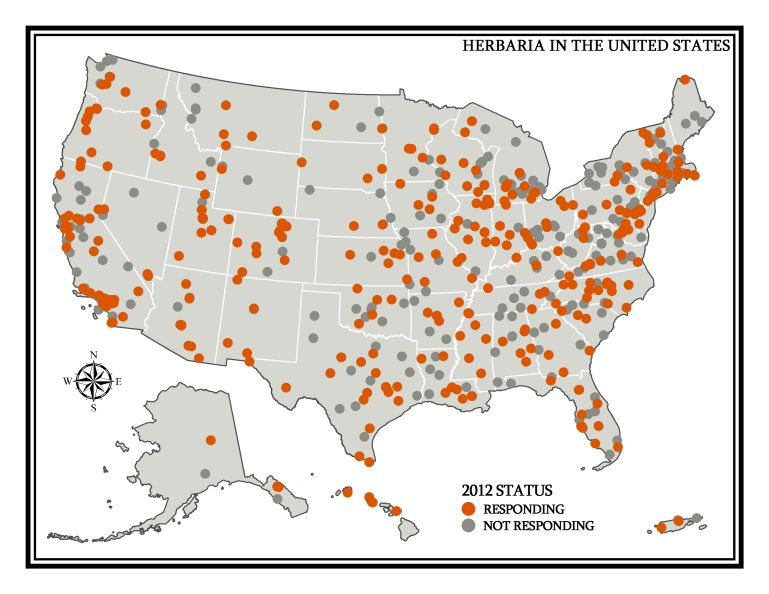 HERBARIA IN THE UNITED STATES
N
W E
S
2012 STATUS
RESPONDING
NOT RESPONDING